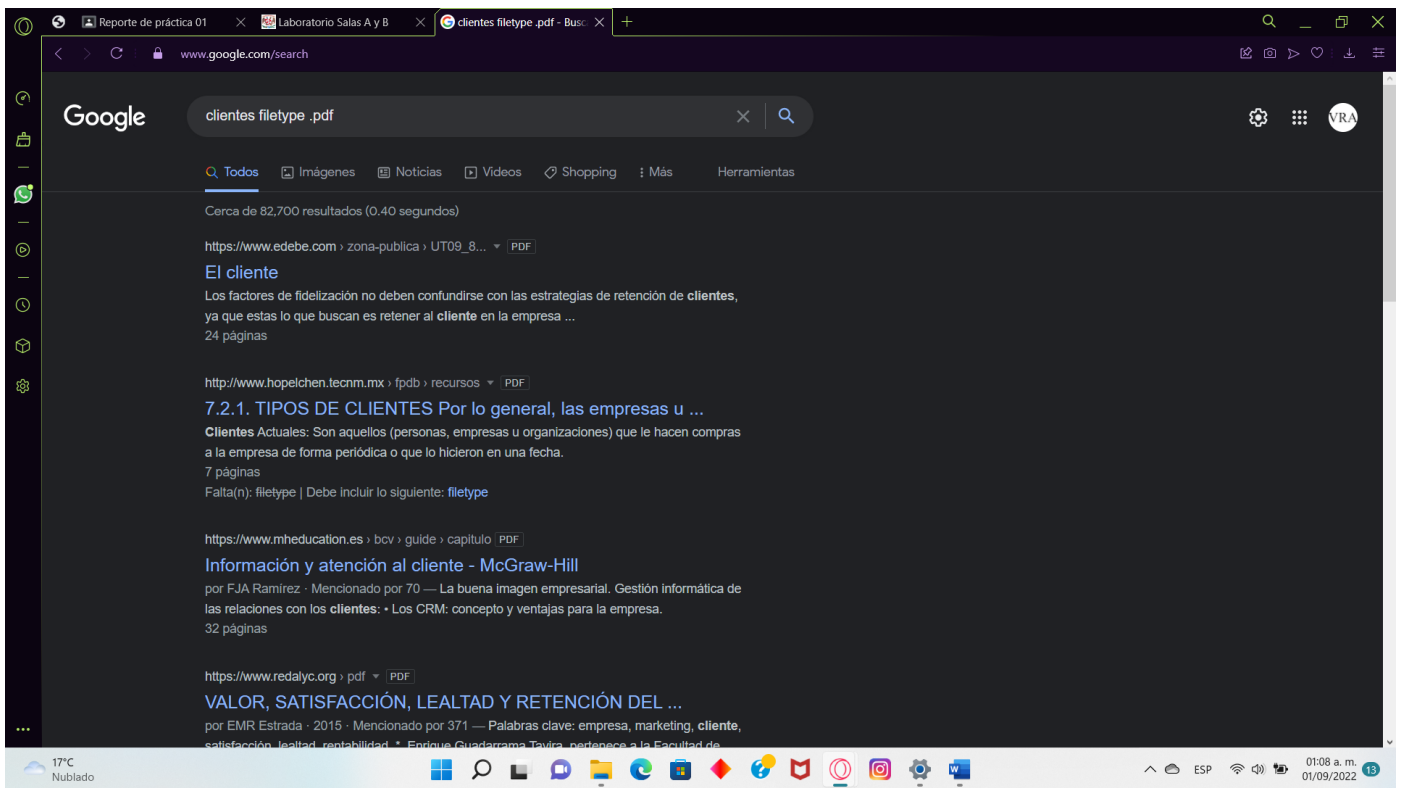 Reporte de práctica 01
Laboratorio Salas A y B
clientes filetype .pdf - Busc
www.google.com/search
Google
clientes filetype .pdf
VRA
Todos Imágenes Noticias Videos Shopping Más Herramientas
Cerca de 82,700 resultados (0.40 segundos)
https://www.edebe.com › zona-publica › UT09_8... PDF
El cliente
Los factores de fidelización no deben confundirse con las estrategias de retención de clientes,
ya que estas lo que buscan es retener al cliente en la empresa ...
24 páginas
http://www.hopelchen.tecnm.mx › fpdb › recursos PDF
7.2.1. TIPOS DE CLIENTES Por lo general, las empresas u ...
Clientes Actuales: Son aquellos (personas, empresas u organizaciones) que le hacen compras
a la empresa de forma periódica o que lo hicieron en una fecha.
7 páginas
Falta(n): filetype | Debe incluir lo siguiente: filetype
https://www.mheducation.es › bcv › guide › capitulo PDF
Información y atención al cliente - McGraw-Hill
por FJA Ramírez · Mencionado por 70 — La buena imagen empresarial. Gestión informática de
las relaciones con los clientes: • Los CRM: concepto y ventajas para la empresa.
32 páginas
https://www.redalyc.org › pdf PDF
VALOR, SATISFACCIÓN, LEALTAD Y RETENCIÓN DEL ...
por EMR Estrada · 2015 · Mencionado por 371 — Palabras clave: empresa, marketing, cliente,
satisfacción, lealtad, rentabilidad. *. Enrique Guadarrama Tavira, pertenece a la Facultad de
17°C
Nublado
ESP
01:08 a. m.
01/09/2022
13